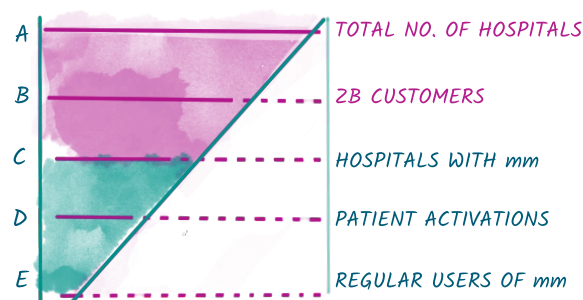 A TOTAL NO. OF HOSPITALS
B 2B CUSTOMERS
C HOSPITALS WITH mm
D PATIENT ACTIVATIONS
E REGULAR USERS OF mm